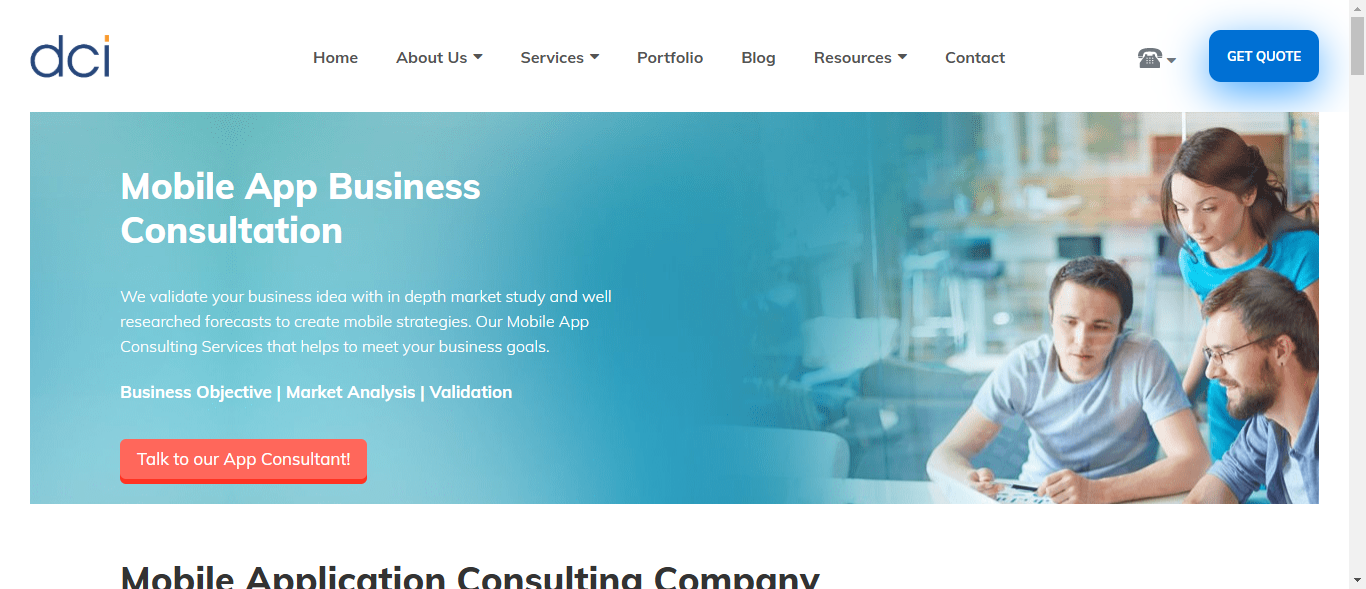 dci
Home
About Us
Services
Portfolio
Blog
Resources
Contact
GET QUOTE
Mobile App Business
Consultation
We validate your business idea with in depth market study and well
researched forecasts to create mobile strategies. Our Mobile App
Consulting Services that helps to meet your business goals.
Business Objective | Market Analysis | Validation
Talk to our App Consultant!
Mobile Application Consulting Company